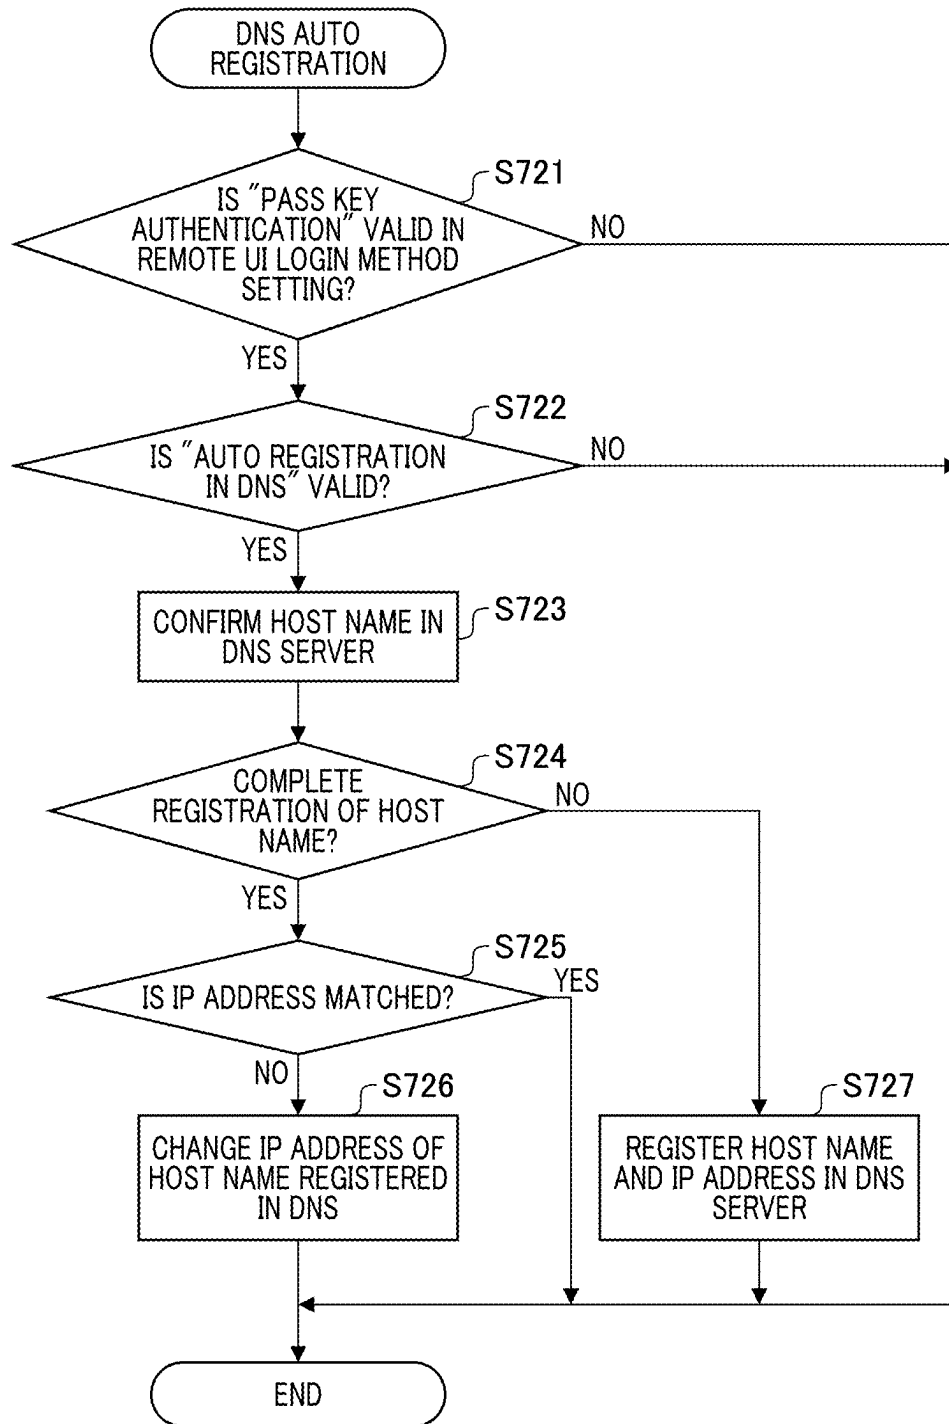 DNS AUTO
REGISTRATION
S721
IS "PASS KEY
AUTHENTICATION" VALID IN
REMOTE UI LOGIN METHOD
SETTING?
NO
YES
S722
IS "AUTO REGISTRATION
IN DNS" VALID?
NO
YES
S723
CONFIRM HOST NAME IN
DNS SERVER
S724
COMPLETE
REGISTRATION OF HOST
NAME?
NO
YES
S725
IS IP ADDRESS MATCHED?
YES
NO
S726
CHANGE IP ADDRESS OF
HOST NAME REGISTERED
IN DNS
S727
REGISTER HOST NAME
AND IP ADDRESS IN DNS
SERVER
END